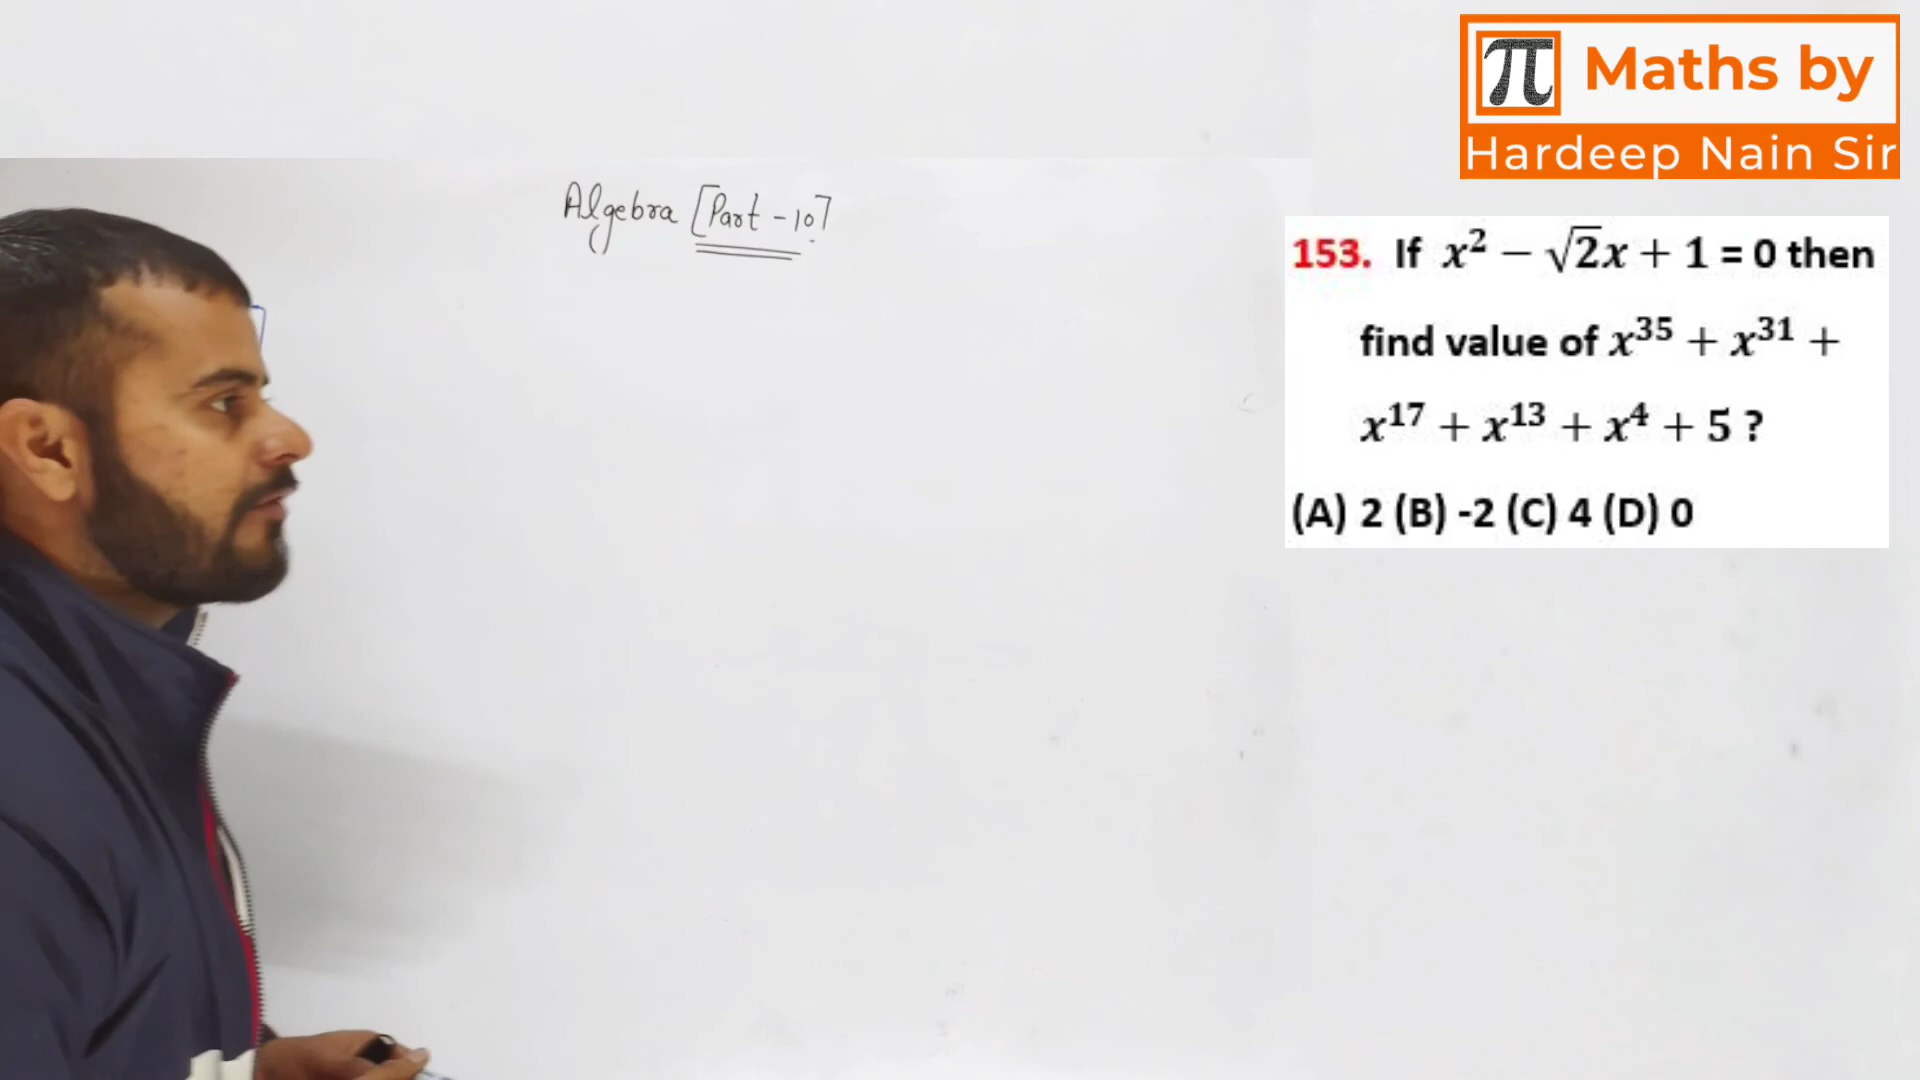 π Maths by
Hardeep Nain Sir
Algebra [Part - 10]
153. If x² − √2x + 1 = 0 then
find value of x³⁵ + x³¹ +
x¹⁷ + x¹³ + x⁴ + 5 ?
(A) 2 (B) -2 (C) 4 (D) 0